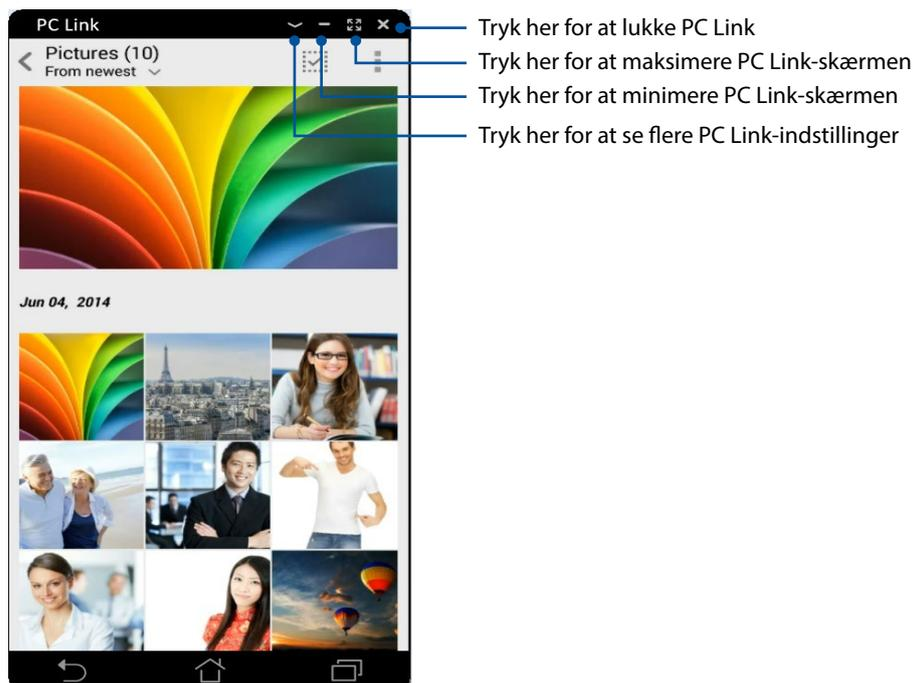 PC Link
Pictures (10)
From newest
Jun 04, 2014
Tryk her for at lukke PC Link
Tryk her for at maksimere PC Link-skærmen
Tryk her for at minimere PC Link-skærmen
Tryk her for at se flere PC Link-indstillinger